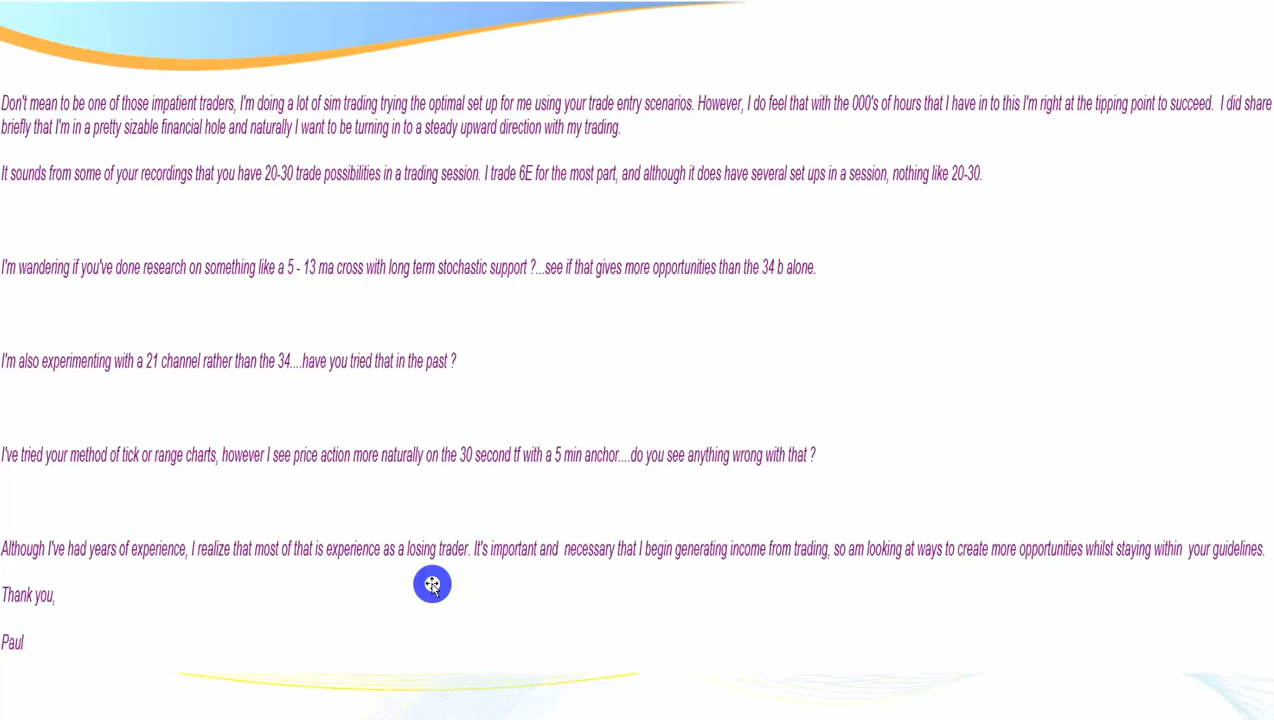 Don't mean to be one of those impatient traders, I'm doing a lot of sim trading trying the optimal set up for me using your trade entry scenarios. However, I do feel that with the 000's of hours that I have in to this I'm right at the tipping point to succeed. I did share
briefly that I'm in a pretty sizable financial hole and naturally I want to be turning in to a steady upward direction with my trading.
It sounds from some of your recordings that you have 20-30 trade possibilities in a trading session. I trade 6E for the most part, and although it does have several set ups in a session, nothing like 20-30.
I'm wandering if you've done research on something like a 5 - 13 ma cross with long term stochastic support ?...see if that gives more opportunities than the 34 b alone.
I'm also experimenting with a 21 channel rather than the 34....have you tried that in the past ?
I've tried your method of tick or range charts, however I see price action more naturally on the 30 second tf with a 5 min anchor....do you see anything wrong with that ?
Although I've had years of experience, I realize that most of that is experience as a losing trader. It's important and necessary that I begin generating income from trading, so am looking at ways to create more opportunities whilst staying within your guidelines.
Thank you,
Paul